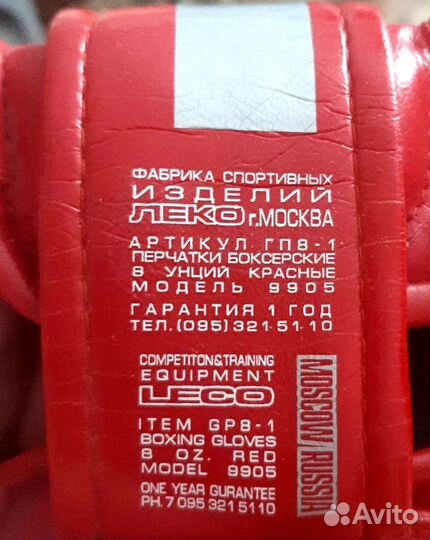 ФАБРИКА СПОРТИВНЫХ
ИЗДЕЛИЙ
ЛЕКО г.МОСКВА
АРТИКУЛ ГП8-1
ПЕРЧАТКИ БОКСЕРСКИЕ
8 УНЦИЙ КРАСНЫЕ
МОДЕЛЬ 9905
ГАРАНТИЯ 1 ГОД
ТЕЛ.(095)321-51-10
COMPETITON&TRAINING
EQUIPMENT
LECO
ITEM GP8-1
BOXING GLOVES
8 OZ. RED
MODEL 9905
ONE YEAR GURANTEE
PH.7 095 321 5110
MOSCOW/RUSSIA
Avito